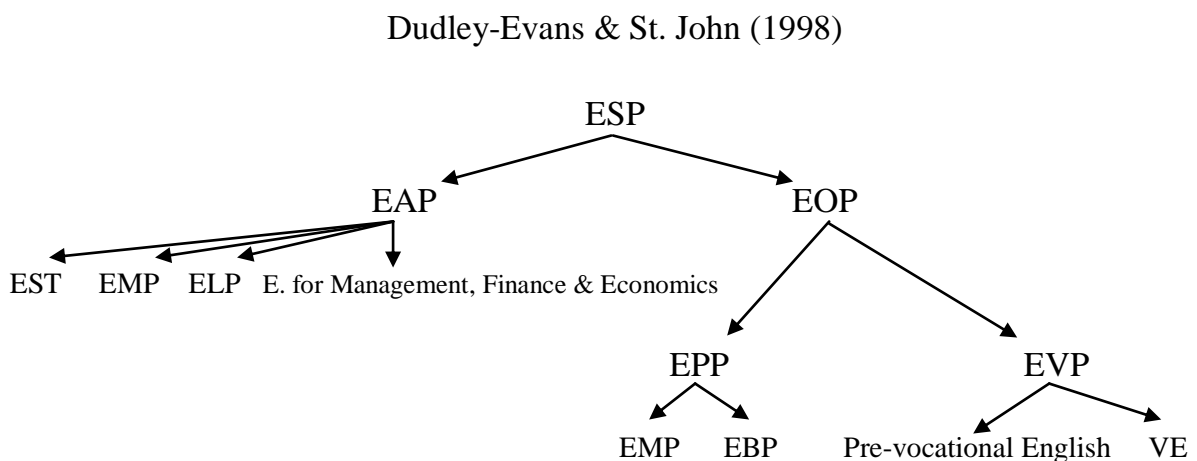 Dudley-Evans & St. John (1998)
ESP
EAP EOP
EST EMP ELP E. for Management, Finance & Economics
EPP EVP
EMP EBP Pre-vocational English VE